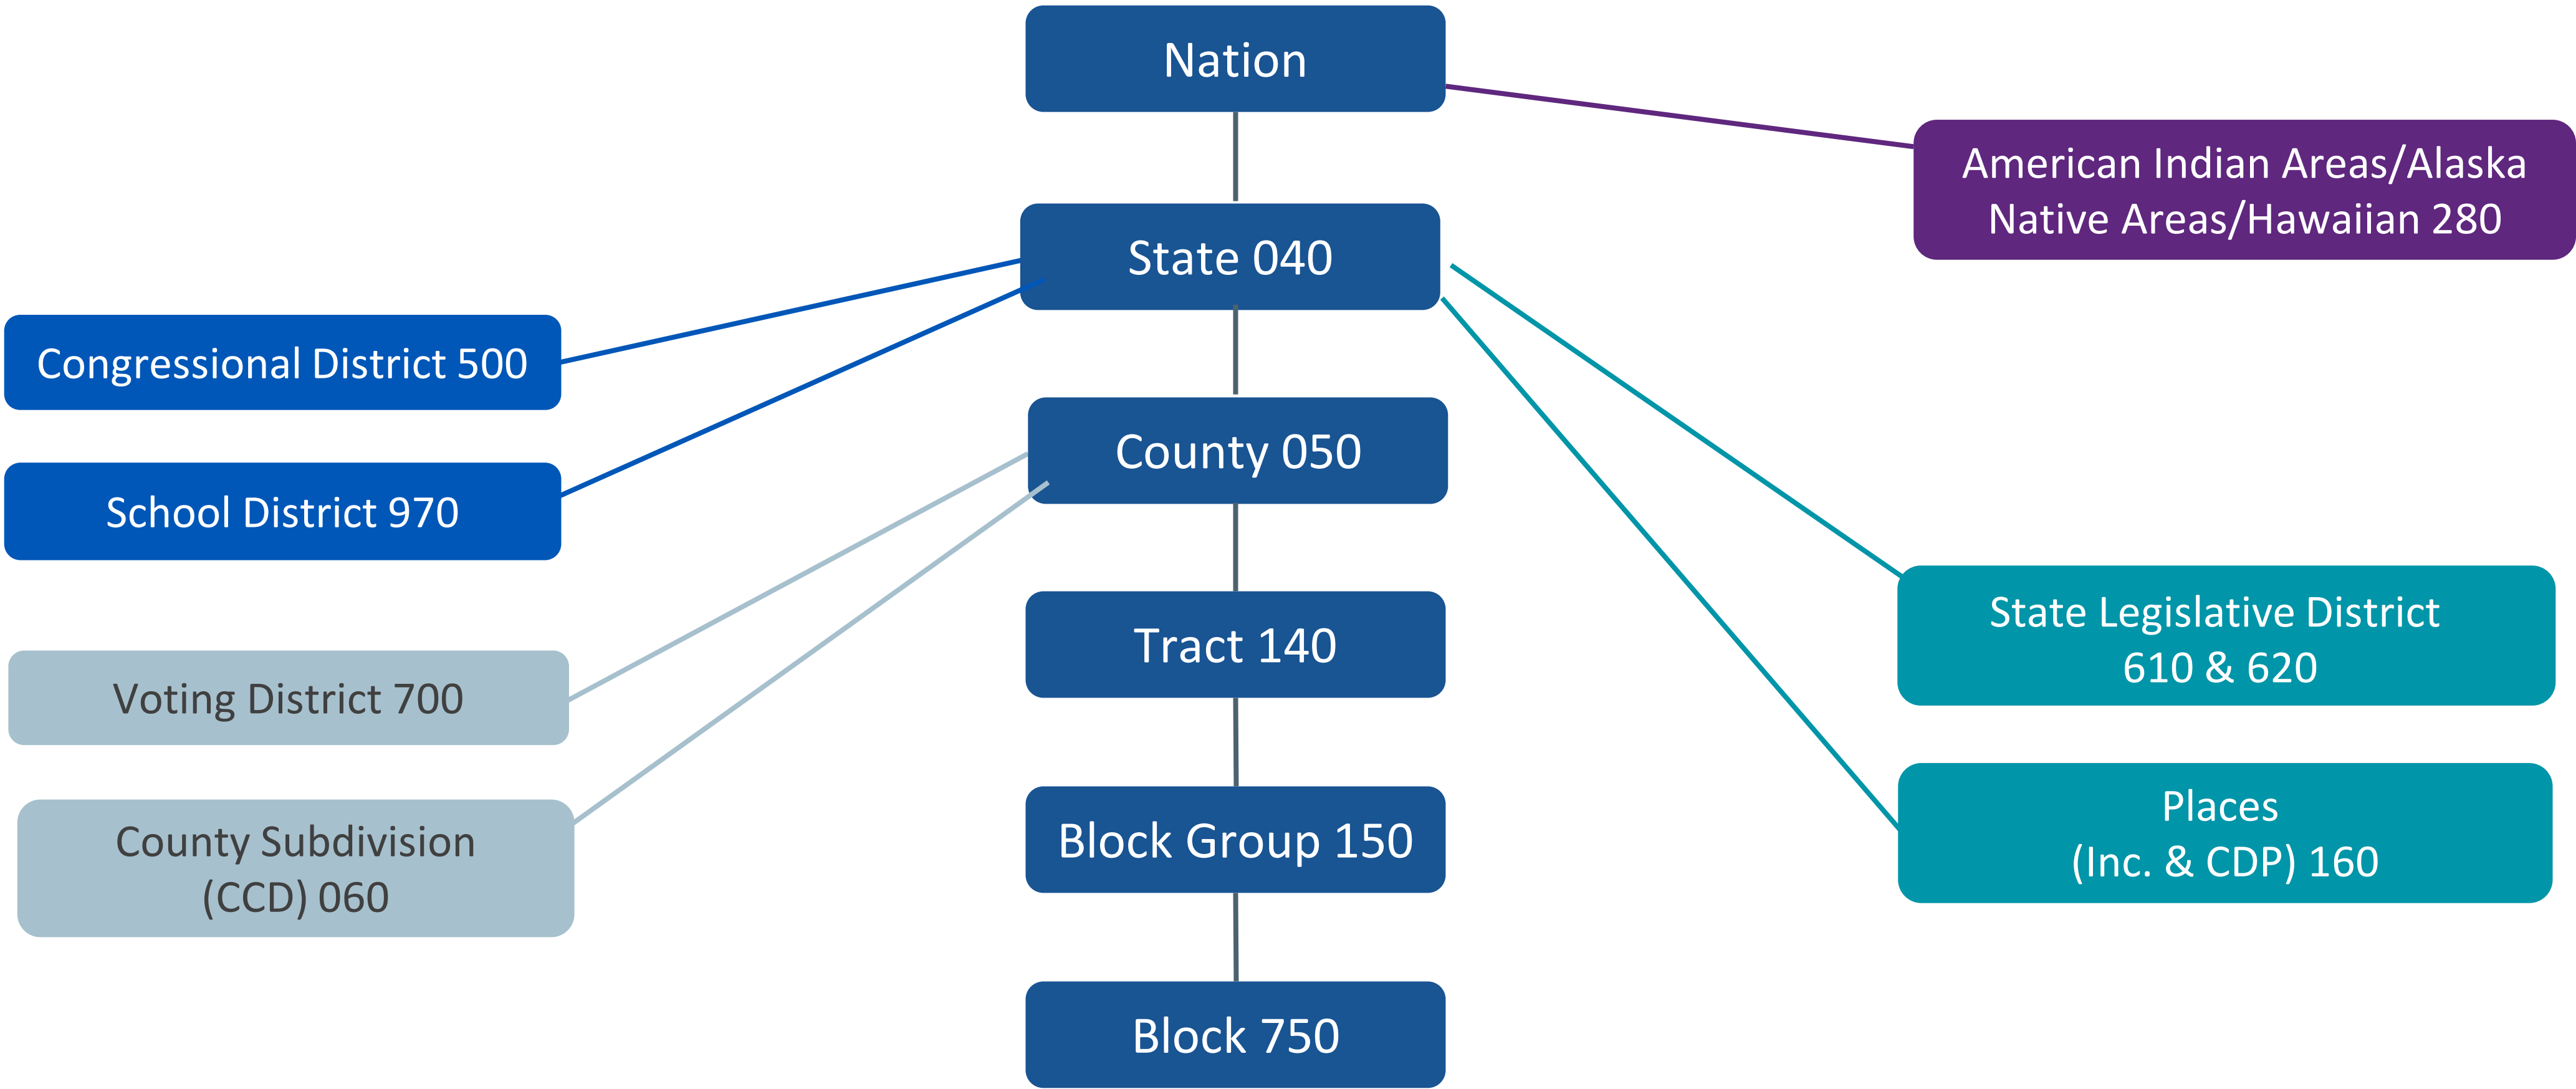 Nation
American Indian Areas/Alaska
Native Areas/Hawaiian 280
State 040
Congressional District 500
County 050
School District 970
State Legislative District
610 & 620
Tract 140
Voting District 700
Places
(Inc. & CDP) 160
Block Group 150
County Subdivision
(CCD) 060
Block 750